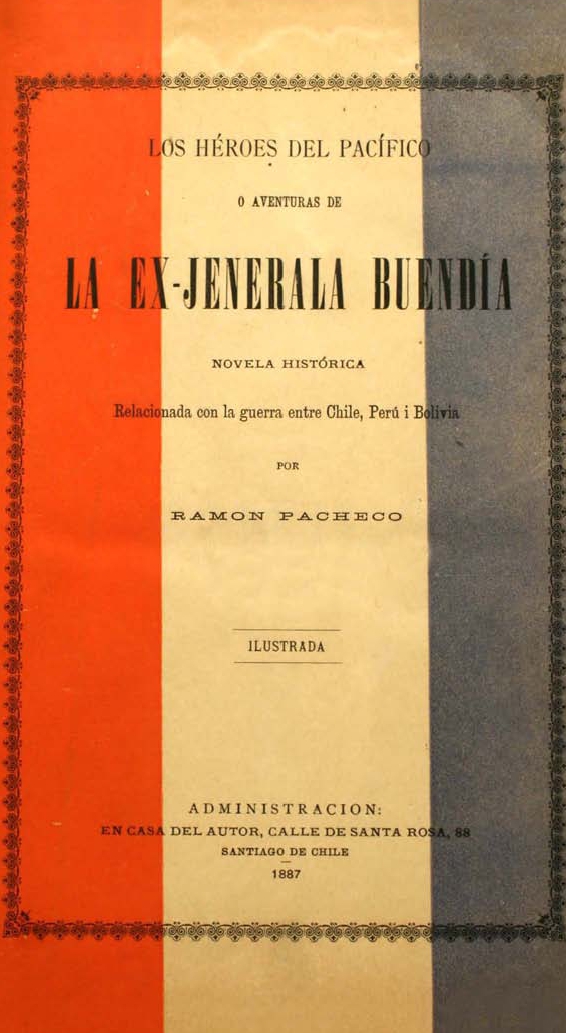 LOS HÉROES DEL PACÍFICO
O AVENTURAS DE
LA EX-JENERALA BUENDÍA
NOVELA HISTÓRICA
Relacionada con la guerra entre Chile, Perú i Bolivia
POR
RAMON PACHECO
ILUSTRADA
ADMINISTRACION:
EN CASA DEL AUTOR, CALLE DE SANTA ROSA, 88
SANTIAGO DE CHILE
1887